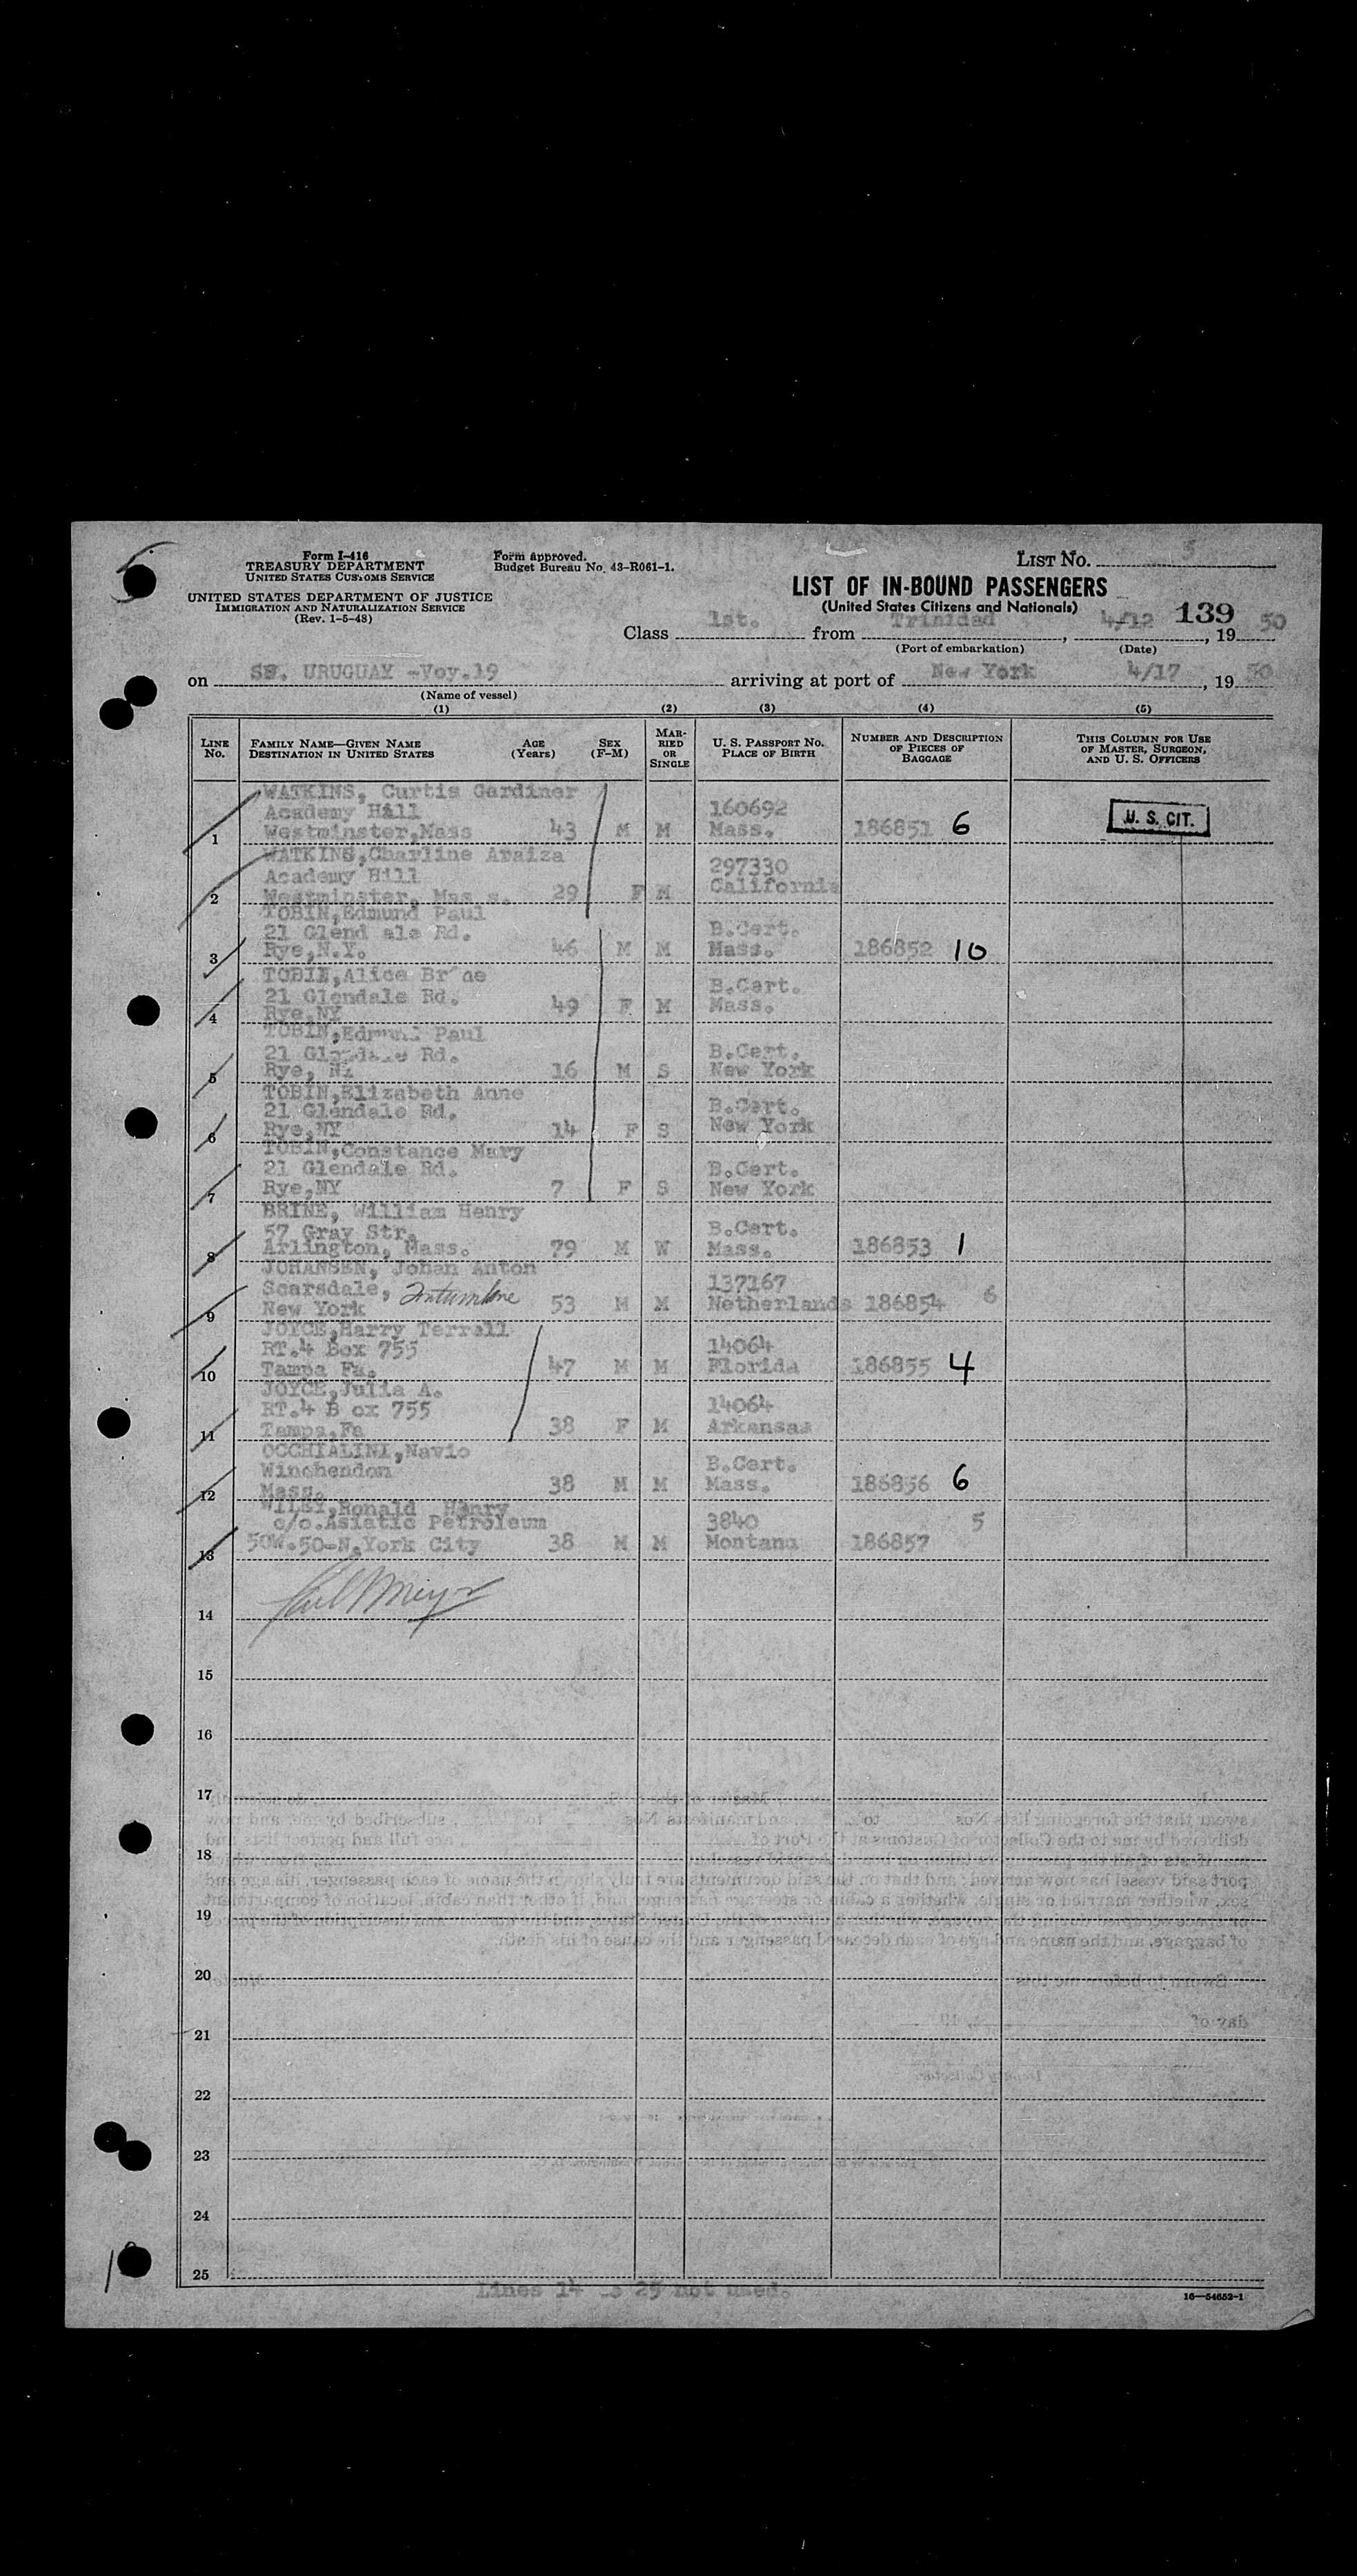 Form I-416
TREASURY DEPARTMENT
UNITED STATES CUSTOMS SERVICE
UNITED STATES DEPARTMENT OF JUSTICE
IMMIGRATION AND NATURALIZATION SERVICE
(Rev. 1-5-48)
Form Approved.
Budget Bureau No. 43-R061-1.
LIST NO. 5
LIST OF IN-BOUND PASSENGERS
(United States Citizens and Nationals)
139
Class 1st. from Trinidad, 4/12, 19 50
(Port of embarkation) (Date)
on SS. URUGUAY -Voy.19 arriving at port of New York 4/17, 19 50
(Name of vessel)
(1) (2) (3) (4) (5)
LINE NO. FAMILY NAME—GIVEN NAME DESTINATION IN UNITED STATES AGE (Years) SEX (F-M) MARRIED OR SINGLE U. S. PASSPORT NO. PLACE OF BIRTH NUMBER AND DESCRIPTION OF PIECES OF BAGGAGE THIS COLUMN FOR USE OF MASTER, SURGEON, AND U. S. OFFICERS
WATKINS, Curtis Gardiner
Academy Hill 160692
1 Westminster,Mass 43 M M Mass. 186851 6 U. S. CIT.
WATKINS,Charline Araiza
Academy Hill 297330
2 Westminster, Mas s. 29 F M California
TOBIN,Edmund Paul
21 Glend ale Rd. B.Cert.
3 Rye,N.Y. 46 M M Mass. 186852 10
TOBIN,Alice
21 Glendale Rd. B.Cert.
4 Rye,NY 49 F M Mass.
TOBIN,Edmund Paul
21 Glendale Rd. B.Cert.
5 Rye, NY 16 M S New York
TOBIN,Elizabeth Anne
21 Glendale Rd. B.Cert.
6 Rye,NY 14 F S New York
TOBIN,Constance Mary
21 Glendale Rd. B.Cert.
7 Rye,NY 7 F S New York
BRINE, William Henry
57 Gray Str. B.Cert.
8 Arlington, Mass. 79 M W Mass. 186853 1
JOHANSEN, Johan Anton
Scarsdale, 137167 6
9 New York 53 M M Netherlands 186854
JOYCE,Harry Terrell
RT.4 Box 755 14064
10 Tampa Fa. 47 M M Florida 186855 4
JOYCE,Julia A.
RT.4 B ox 755 14064
11 Tampa,Fa 38 F M Arkansas
OCCHIALINI,Navio
Winchendon B.Cert.
12 Mass. 38 M M Mass. 186856 6
WILEY,Ronald Henry
c/o.Asiatic Petroleum 3840 5
13 50W.50-N.York City 38 M M Montana 186857
14
15
16
17
18
19
20
21
22
23
24
25
Lines 14 to 25 not used.
16—54652-1